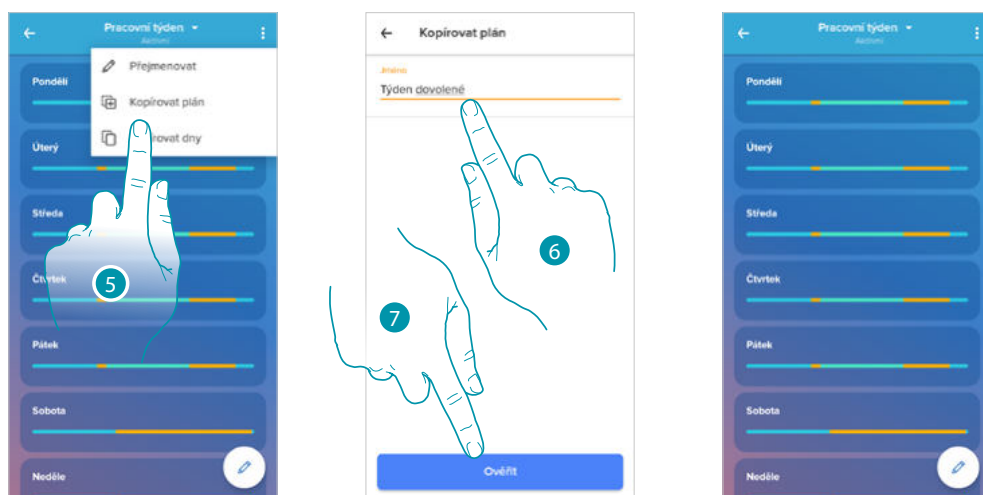 Pracovní týden
Aktivní
Přejmenovat
Kopírovat plán
rovat dny
Pondělí
Úterý
Středa
Čtvrtek
Pátek
Sobota
Neděle
5
Kopírovat plán
Jméno
Týden dovolené
6
7
Ověřit
Pracovní týden
Aktivní
Pondělí
Úterý
Středa
Čtvrtek
Pátek
Sobota
Neděle